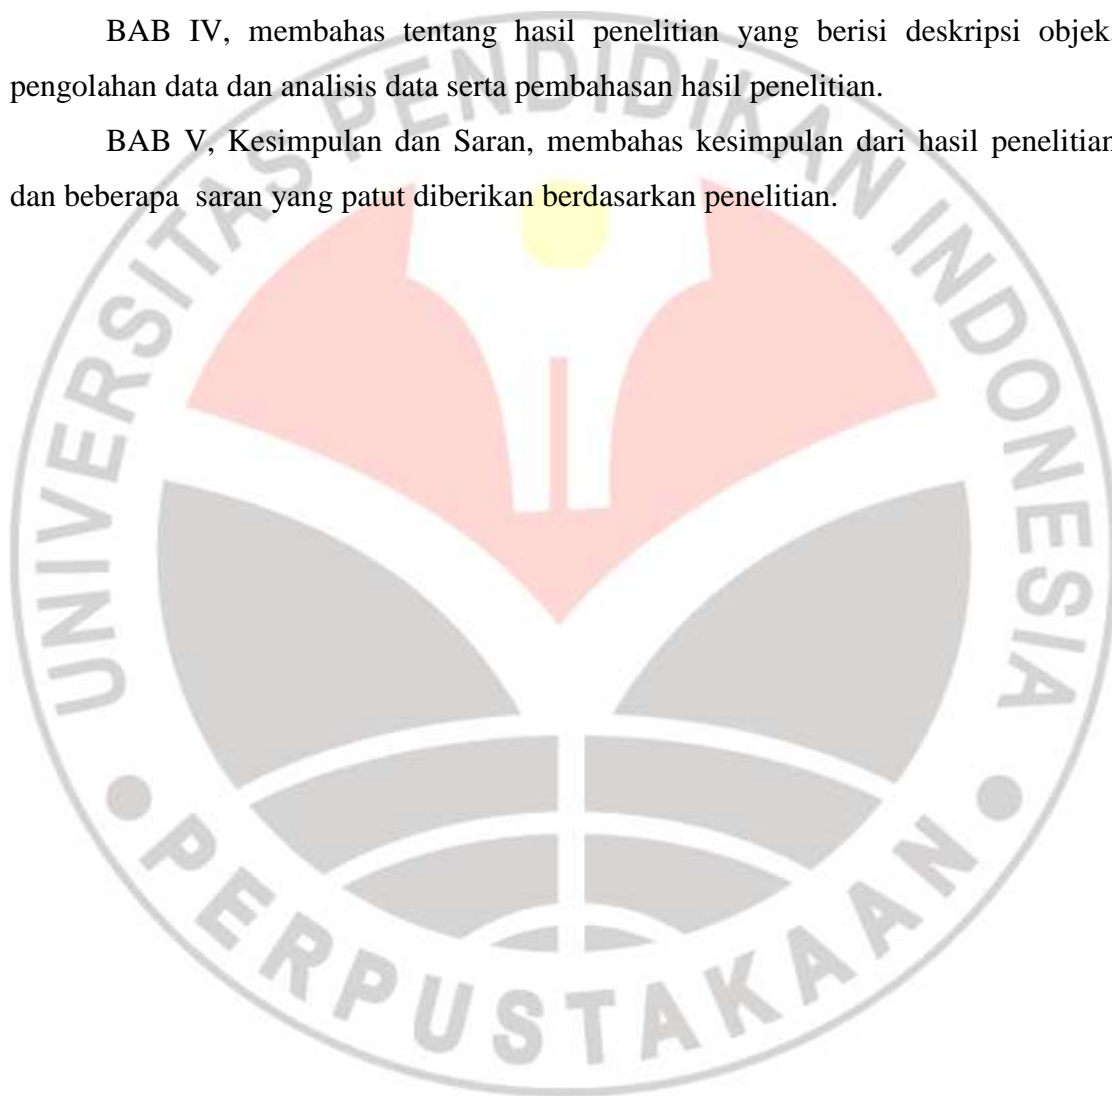 BAB IV, membahas tentang hasil penelitian yang berisi deskripsi objek
pengolahan data dan analisis data serta pembahasan hasil penelitian.
BAB V, Kesimpulan dan Saran, membahas kesimpulan dari hasil penelitian
dan beberapa saran yang patut diberikan berdasarkan penelitian.
UNIVERSITAS PENDIDIKAN INDONESIA
PERPUSTAKAAN